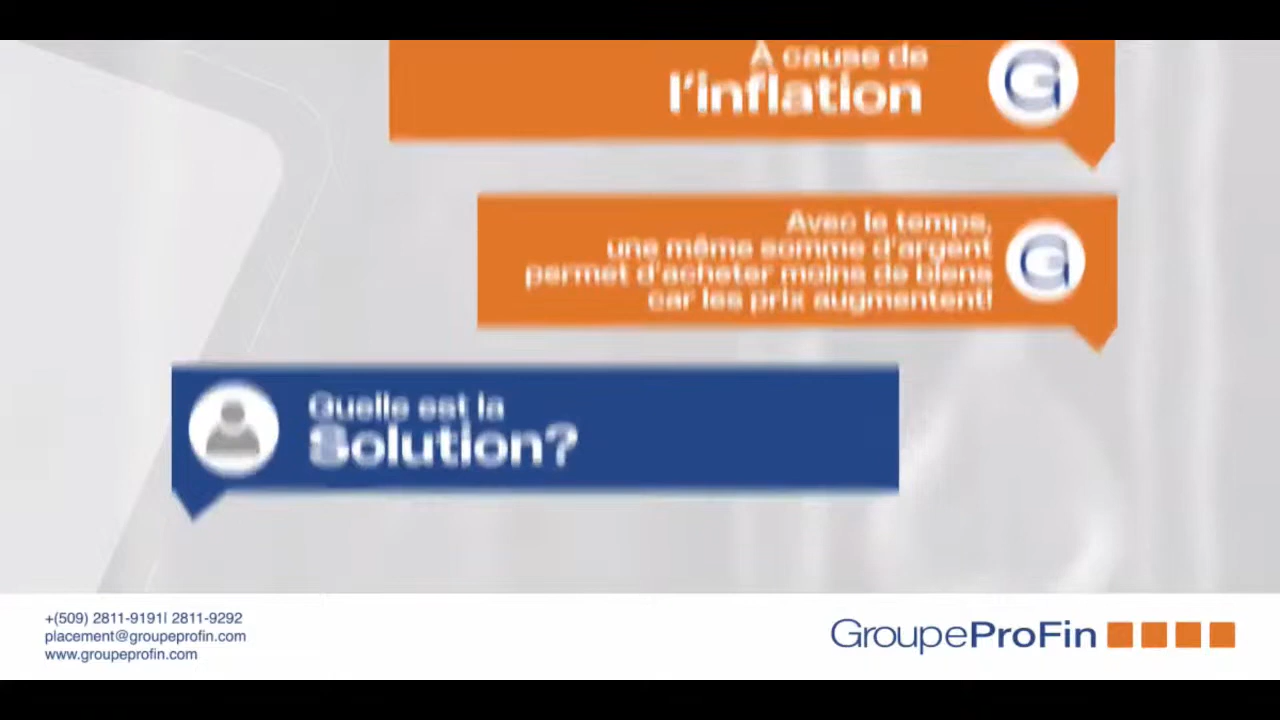 À cause de
l'inflation
Avec le temps,
une même somme d'argent
permet d'acheter moins de biens
car les prix augmentent!
Quelle est la
Solution?
+(509) 2811-9191| 2811-9292
placement@groupeprofin.com
www.groupeprofin.com
GroupeProFin